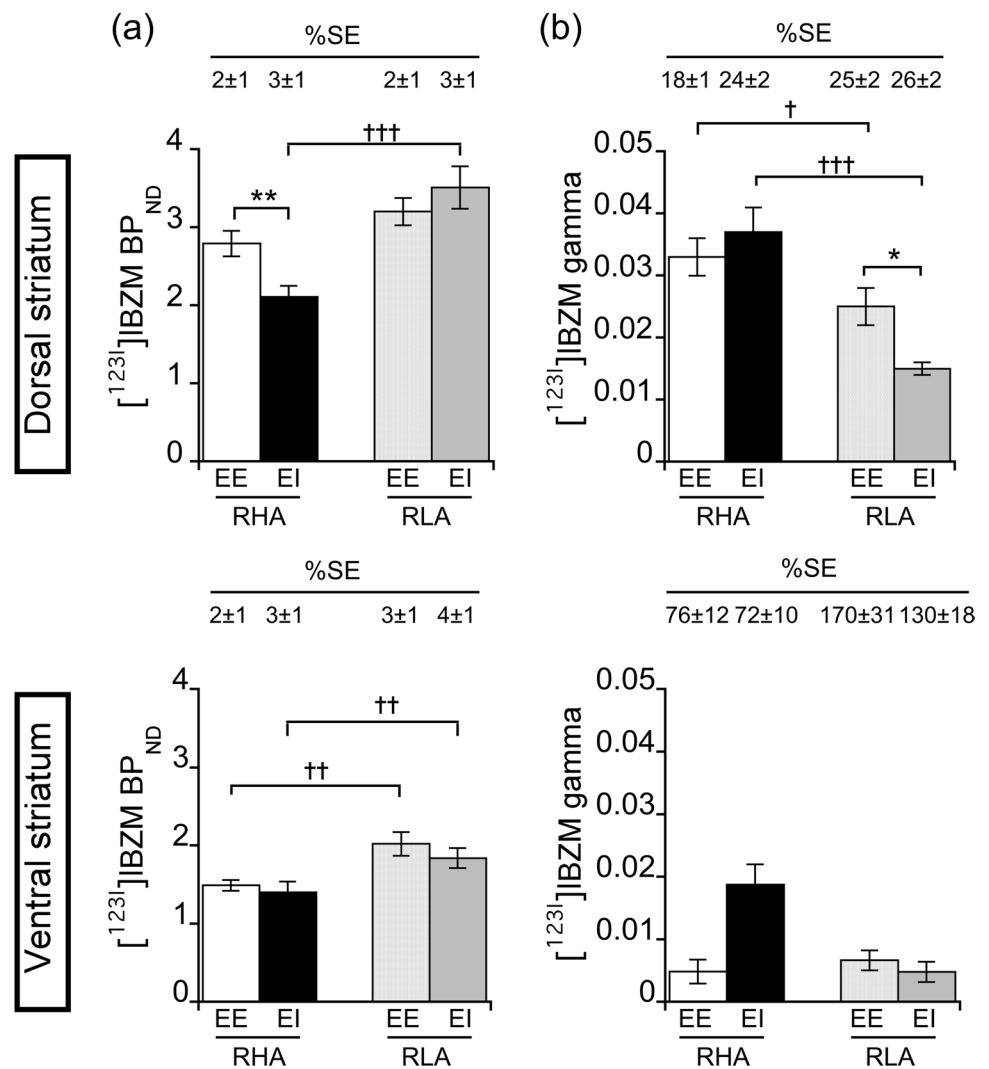 (a)
%SE
2±1 3±1 2±1 3±1
†††
**
Dorsal striatum
[123I]IBZM BPND
4
3
2
1
0
EE EI EE EI
RHA RLA
(b)
%SE
18±1 24±2 25±2 26±2
†
†††
*
[123I]IBZM gamma
0.05
0.04
0.03
0.02
0.01
0
EE EI EE EI
RHA RLA
%SE
2±1 3±1 3±1 4±1
††
††
Ventral striatum
[123I]IBZM BPND
4
3
2
1
0
EE EI EE EI
RHA RLA
%SE
76±12 72±10 170±31 130±18
[123I]IBZM gamma
0.05
0.04
0.03
0.02
0.01
0
EE EI EE EI
RHA RLA